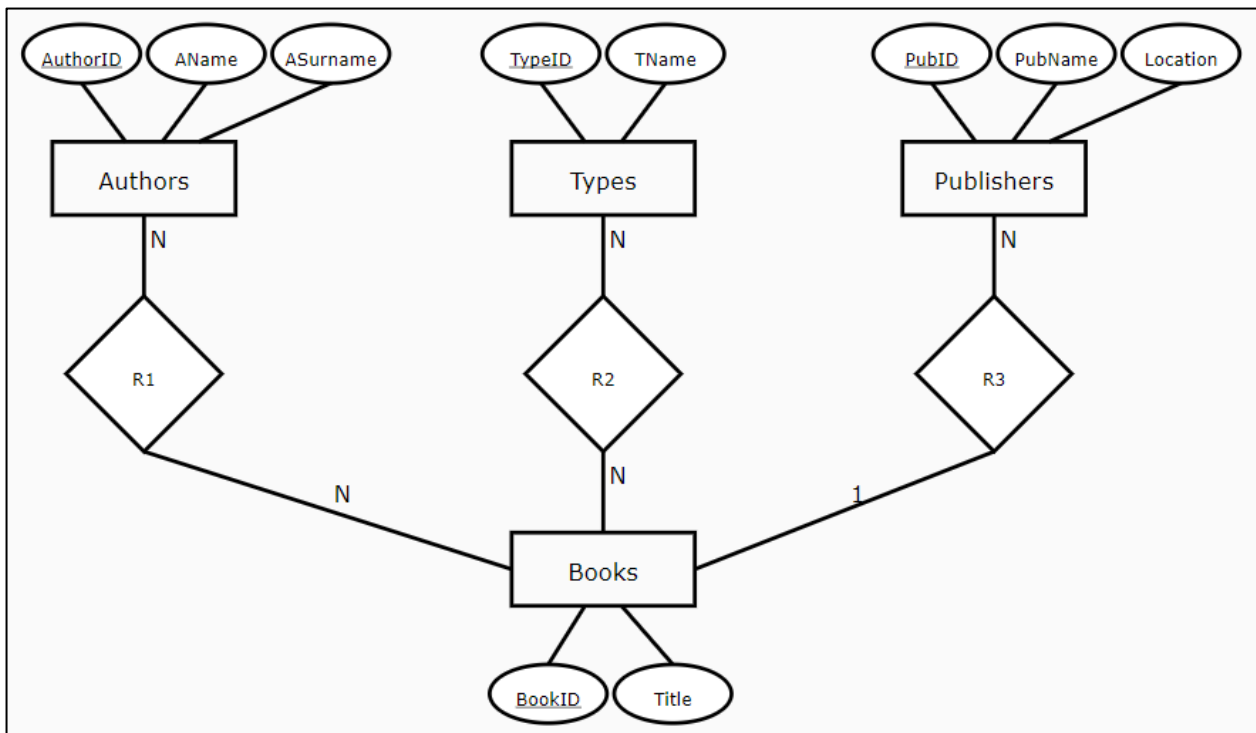 AuthorID AName ASurname TypeID TName PubID PubName Location
Authors Types Publishers
N N N
R1 R2 R3
N N 1
Books
BookID Title